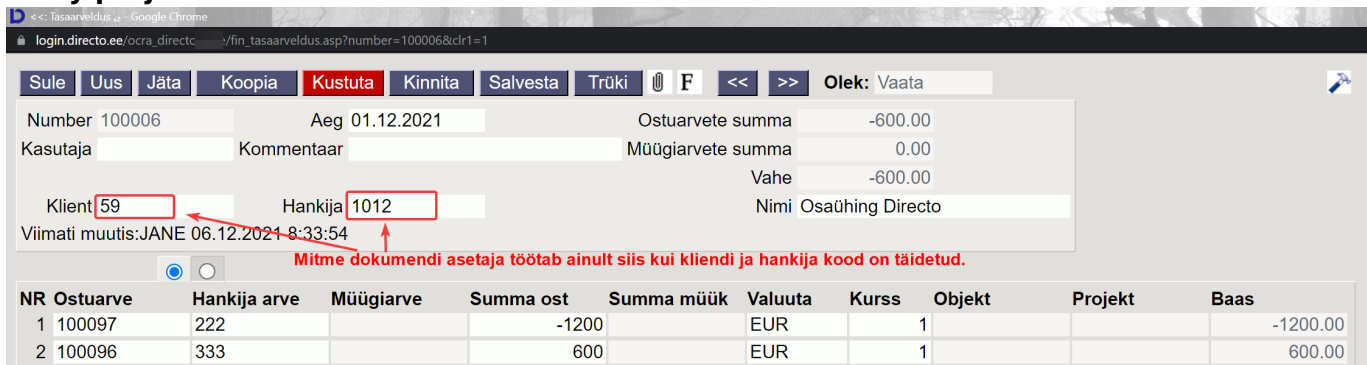 <<: Tasaarveldus - Google Chrome
login.directo.ee/ocra_directo /fin_tasaarveldus.asp?number=100006&clr1=1
Sule Uus Jäta Koopia Kustuta Kinnita Salvesta Trüki F << >> Olek: Vaata
Number 100006 Aeg 01.12.2021 Ostuarvete summa -600.00
Kasutaja Kommentaar Müügiarvete summa 0.00
Vahe -600.00
Klient 59 Hankija 1012 Nimi Osaühing Directo
Viimati muutis:JANE 06.12.2021 8:33:54
Mitme dokumendi asetaja töötab ainult siis kui kliendi ja hankija kood on täidetud.
NR Ostuarve Hankija arve Müügiarve Summa ost Summa müük Valuuta Kurss Objekt Projekt Baas
1 100097 222 -1200 EUR 1 -1200.00
2 100096 333 600 EUR 1 600.00